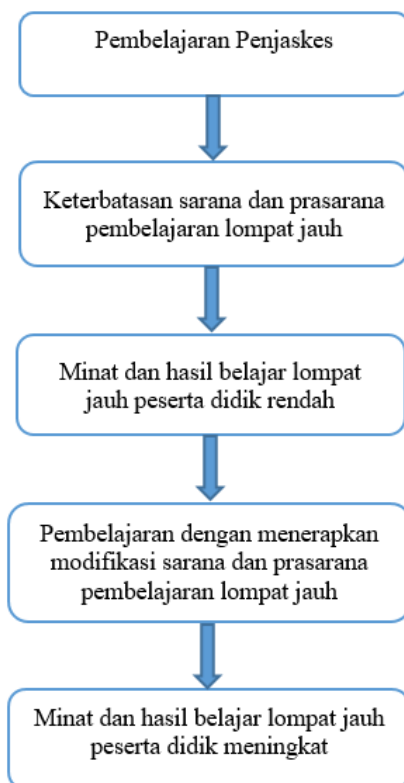 Pembelajaran Penjaskes
Keterbatasan sarana dan prasarana
pembelajaran lompat jauh
Minat dan hasil belajar lompat
jauh peserta didik rendah
Pembelajaran dengan menerapkan
modifikasi sarana dan prasarana
pembelajaran lompat jauh
Minat dan hasil belajar lompat jauh
peserta didik meningkat